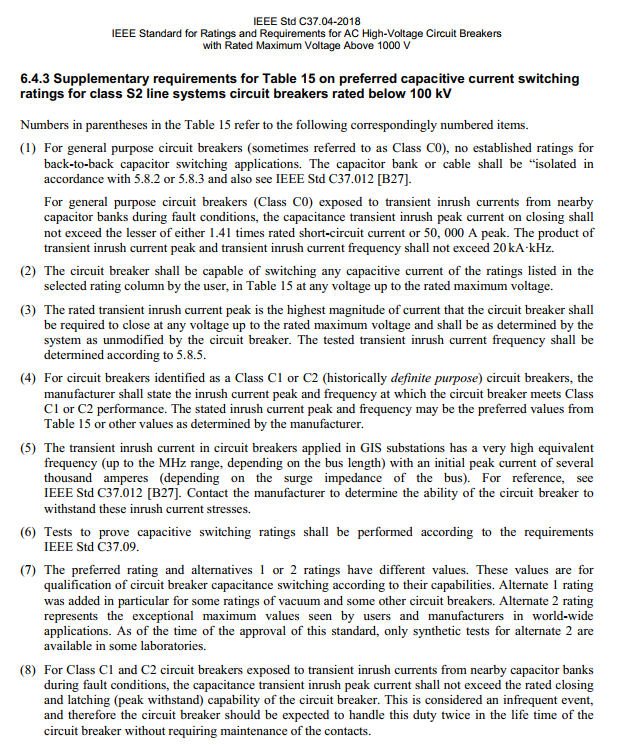 IEEE Std C37.04-2018
IEEE Standard for Ratings and Requirements for AC High-Voltage Circuit Breakers
with Rated Maximum Voltage Above 1000 V
6.4.3 Supplementary requirements for Table 15 on preferred capacitive current switching
ratings for class S2 line systems circuit breakers rated below 100 kV
Numbers in parentheses in the Table 15 refer to the following correspondingly numbered items.
(1) For general purpose circuit breakers (sometimes referred to as Class C0), no established ratings for
back-to-back capacitor switching applications. The capacitor bank or cable shall be “isolated in
accordance with 5.8.2 or 5.8.3 and also see IEEE Std C37.012 [B27].
For general purpose circuit breakers (Class C0) exposed to transient inrush currents from nearby
capacitor banks during fault conditions, the capacitance transient inrush peak current on closing shall
not exceed the lesser of either 1.41 times rated short-circuit current or 50, 000 A peak. The product of
transient inrush current peak and transient inrush current frequency shall not exceed 20 kA·kHz.
(2) The circuit breaker shall be capable of switching any capacitive current of the ratings listed in the
selected rating column by the user, in Table 15 at any voltage up to the rated maximum voltage.
(3) The rated transient inrush current peak is the highest magnitude of current that the circuit breaker shall
be required to close at any voltage up to the rated maximum voltage and shall be as determined by the
system as unmodified by the circuit breaker. The tested transient inrush current frequency shall be
determined according to 5.8.5.
(4) For circuit breakers identified as a Class C1 or C2 (historically definite purpose) circuit breakers, the
manufacturer shall state the inrush current peak and frequency at which the circuit breaker meets Class
C1 or C2 performance. The stated inrush current peak and frequency may be the preferred values from
Table 15 or other values as determined by the manufacturer.
(5) The transient inrush current in circuit breakers applied in GIS substations has a very high equivalent
frequency (up to the MHz range, depending on the bus length) with an initial peak current of several
thousand amperes (depending on the surge impedance of the bus). For reference, see
IEEE Std C37.012 [B27]. Contact the manufacturer to determine the ability of the circuit breaker to
withstand these inrush current stresses.
(6) Tests to prove capacitive switching ratings shall be performed according to the requirements
IEEE Std C37.09.
(7) The preferred rating and alternatives 1 or 2 ratings have different values. These values are for
qualification of circuit breaker capacitance switching according to their capabilities. Alternate 1 rating
was added in particular for some ratings of vacuum and some other circuit breakers. Alternate 2 rating
represents the exceptional maximum values seen by users and manufacturers in world-wide
applications. As of the time of the approval of this standard, only synthetic tests for alternate 2 are
available in some laboratories.
(8) For Class C1 and C2 circuit breakers exposed to transient inrush currents from nearby capacitor banks
during fault conditions, the capacitance transient inrush peak current shall not exceed the rated closing
and latching (peak withstand) capability of the circuit breaker. This is considered an infrequent event,
and therefore the circuit breaker should be expected to handle this duty twice in the life time of the
circuit breaker without requiring maintenance of the contacts.